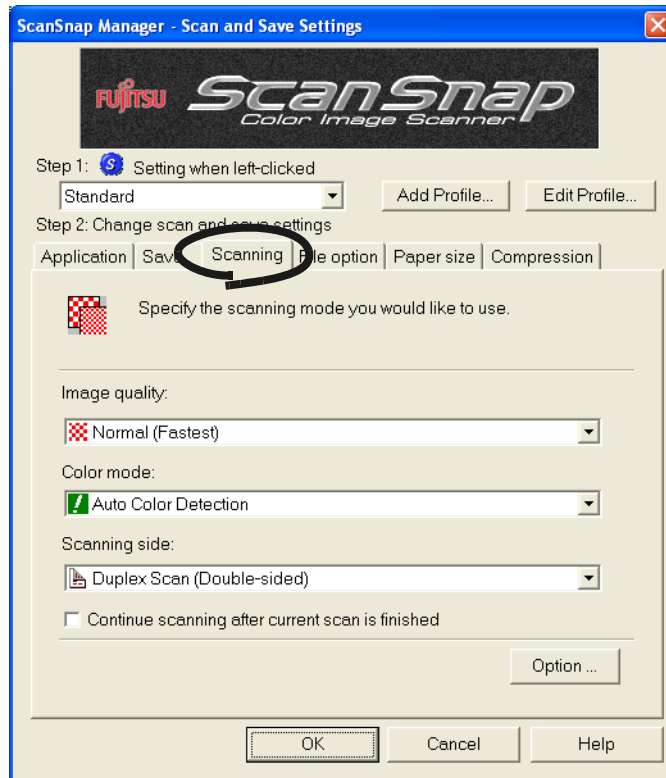 ScanSnap Manager - Scan and Save Settings
FUJITSU ScanSnap
Color Image Scanner
Step 1: S Setting when left-clicked
Standard Add Profile... Edit Profile...
Step 2: Change scan and save settings
Application Save Scanning File option Paper size Compression
Specify the scanning mode you would like to use.
Image quality:
Normal (Fastest)
Color mode:
Auto Color Detection
Scanning side:
Duplex Scan (Double-sided)
Continue scanning after current scan is finished
Option ...
OK Cancel Help